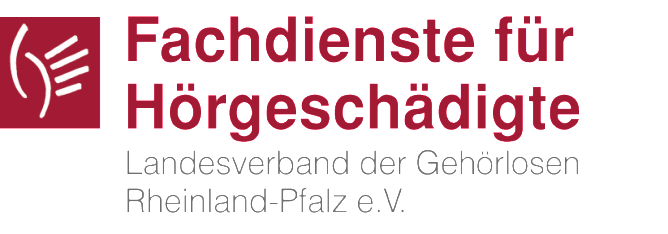 Fachdienste für
Hörgeschädigte
Landesverband der Gehörlosen
Rheinland-Pfalz e.V.